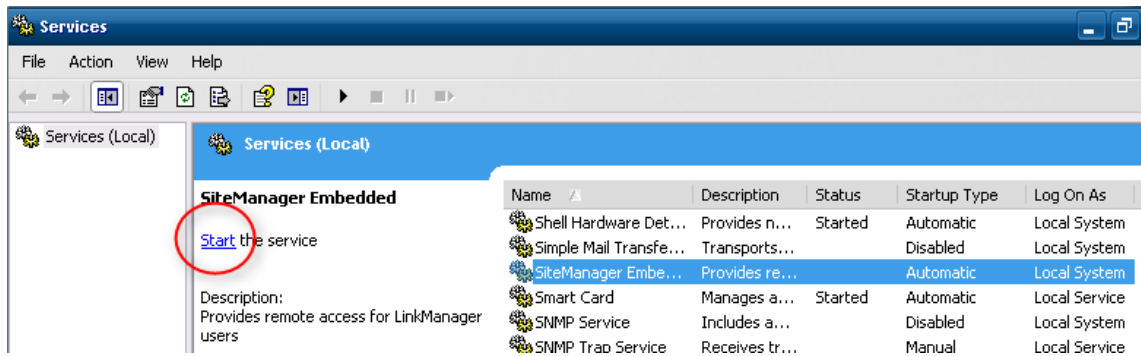 Services
File Action View Help
Services (Local)
Services (Local)
SiteManager Embedded
Start the service
Description:
Provides remote access for LinkManager
users
Name Description Status Startup Type Log On As
Shell Hardware Det... Provides n... Started Automatic Local System
Simple Mail Transfe... Transports... Disabled Local System
SiteManager Embe... Provides re... Automatic Local System
Smart Card Manages a... Started Automatic Local Service
SNMP Service Includes a... Disabled Local System
SNMP Trap Service Receives tr... Manual Local Service